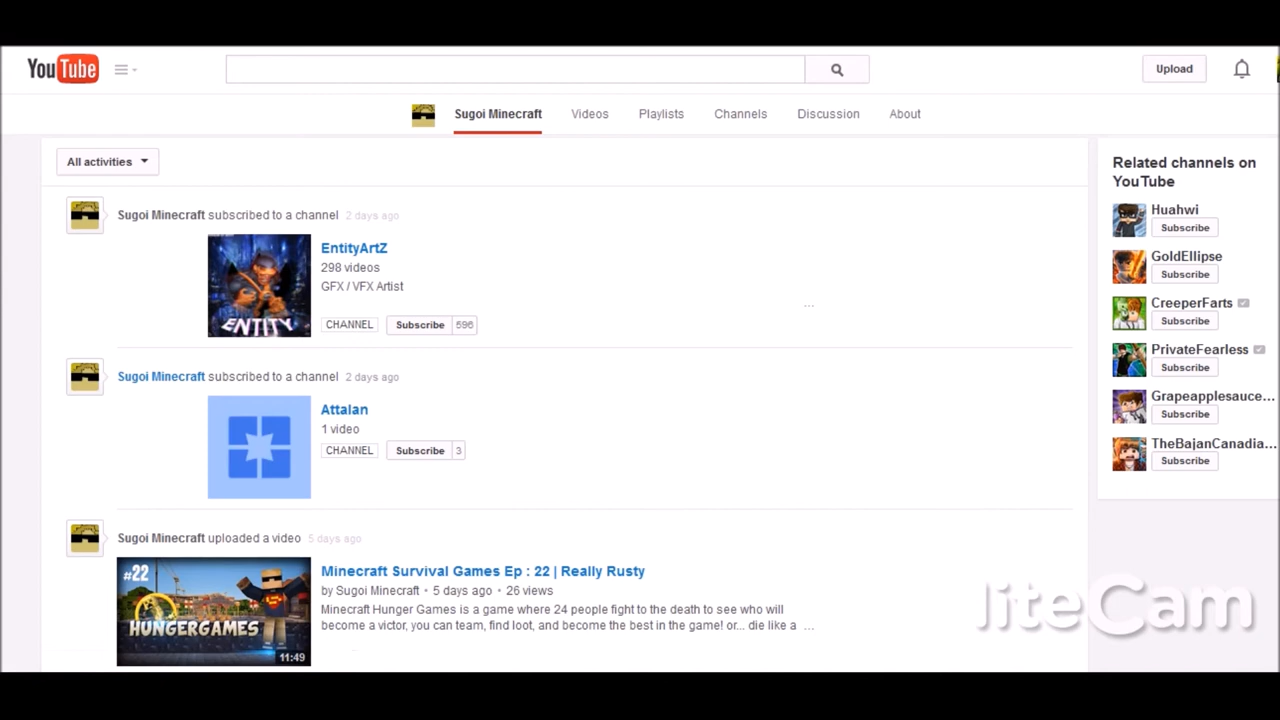 YouTube
Upload
Sugoi Minecraft Videos Playlists Channels Discussion About
All activities
Sugoi Minecraft subscribed to a channel 2 days ago
EntityArtZ
298 videos
GFX / VFX Artist
...
CHANNEL Subscribe 596
ENTITY
Sugoi Minecraft subscribed to a channel 2 days ago
Attalan
1 video
CHANNEL Subscribe 3
Sugoi Minecraft uploaded a video 5 days ago
#22
HUNGERGAMES
11:49
Minecraft Survival Games Ep : 22 | Really Rusty
by Sugoi Minecraft • 5 days ago • 26 views
Minecraft Hunger Games is a game where 24 people fight to the death to see who will
become a victor, you can team, find loot, and become the best in the game! or... die like a ...
Related channels on
YouTube
Huahwi
Subscribe
GoldEllipse
Subscribe
CreeperFarts
Subscribe
PrivateFearless
Subscribe
Grapeapplesauce...
Subscribe
TheBajanCanadia...
Subscribe
liteCam